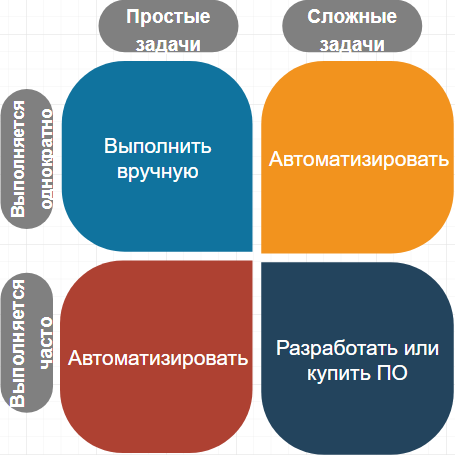 Простые
задачи
Сложные
задачи
Выполняется
однократно
Выполнить
вручную
Автоматизировать
Выполняется
часто
Автоматизировать
Разработать или
купить ПО